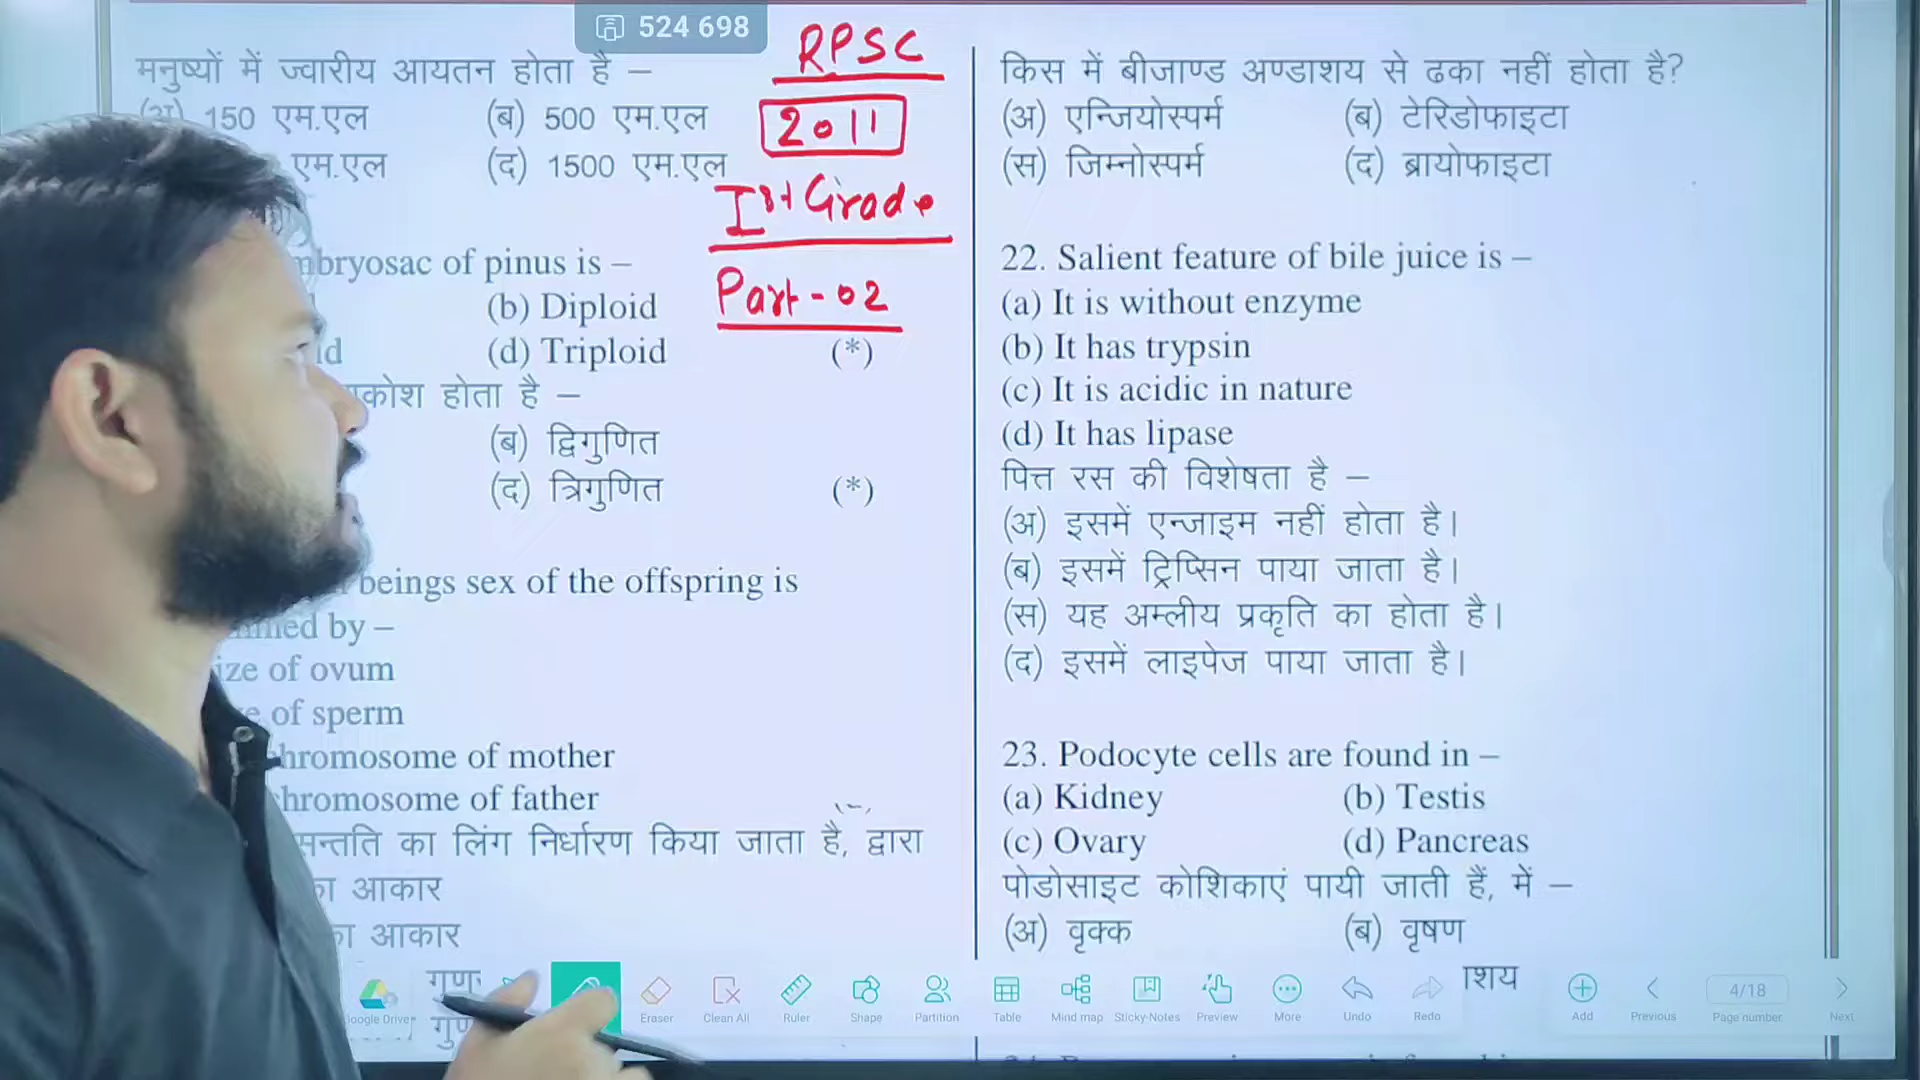 524 698
मनुष्यों में ज्वारीय आयतन होता है –
(अ) 150 एम.एल (ब) 500 एम.एल
एम.एल (द) 1500 एम.एल
RPSC
2011
Ist Grade
Part-02
of pinus is –
(b) Diploid
(d) Triploid (*)
होता है –
(ब) द्विगुणित
(द) त्रिगुणित (*)
beings sex of the offspring is
by –
of ovum
of sperm
of mother
of father
का लिंग निर्धारण किया जाता है, द्वारा
आकार
आकार
किस में बीजाण्ड अण्डाशय से ढका नहीं होता है?
(अ) एन्जियोस्पर्म (ब) टेरिडोफाइटा
(स) जिम्नोस्पर्म (द) ब्रायोफाइटा
22. Salient feature of bile juice is –
(a) It is without enzyme
(b) It has trypsin
(c) It is acidic in nature
(d) It has lipase
पित्त रस की विशेषता है –
(अ) इसमें एन्जाइम नहीं होता है।
(ब) इसमें ट्रिप्सिन पाया जाता है।
(स) यह अम्लीय प्रकृति का होता है।
(द) इसमें लाइपेज पाया जाता है।
23. Podocyte cells are found in –
(a) Kidney (b) Testis
(c) Ovary (d) Pancreas
पोडोसाइट कोशिकाएं पायी जाती हैं, में –
(अ) वृक्क (ब) वृषण
Drive Eraser Clean All Ruler Shape Partition Table Mind map Sticky-Notes Preview More Undo Redo Add Previous 4/18 Page number Next